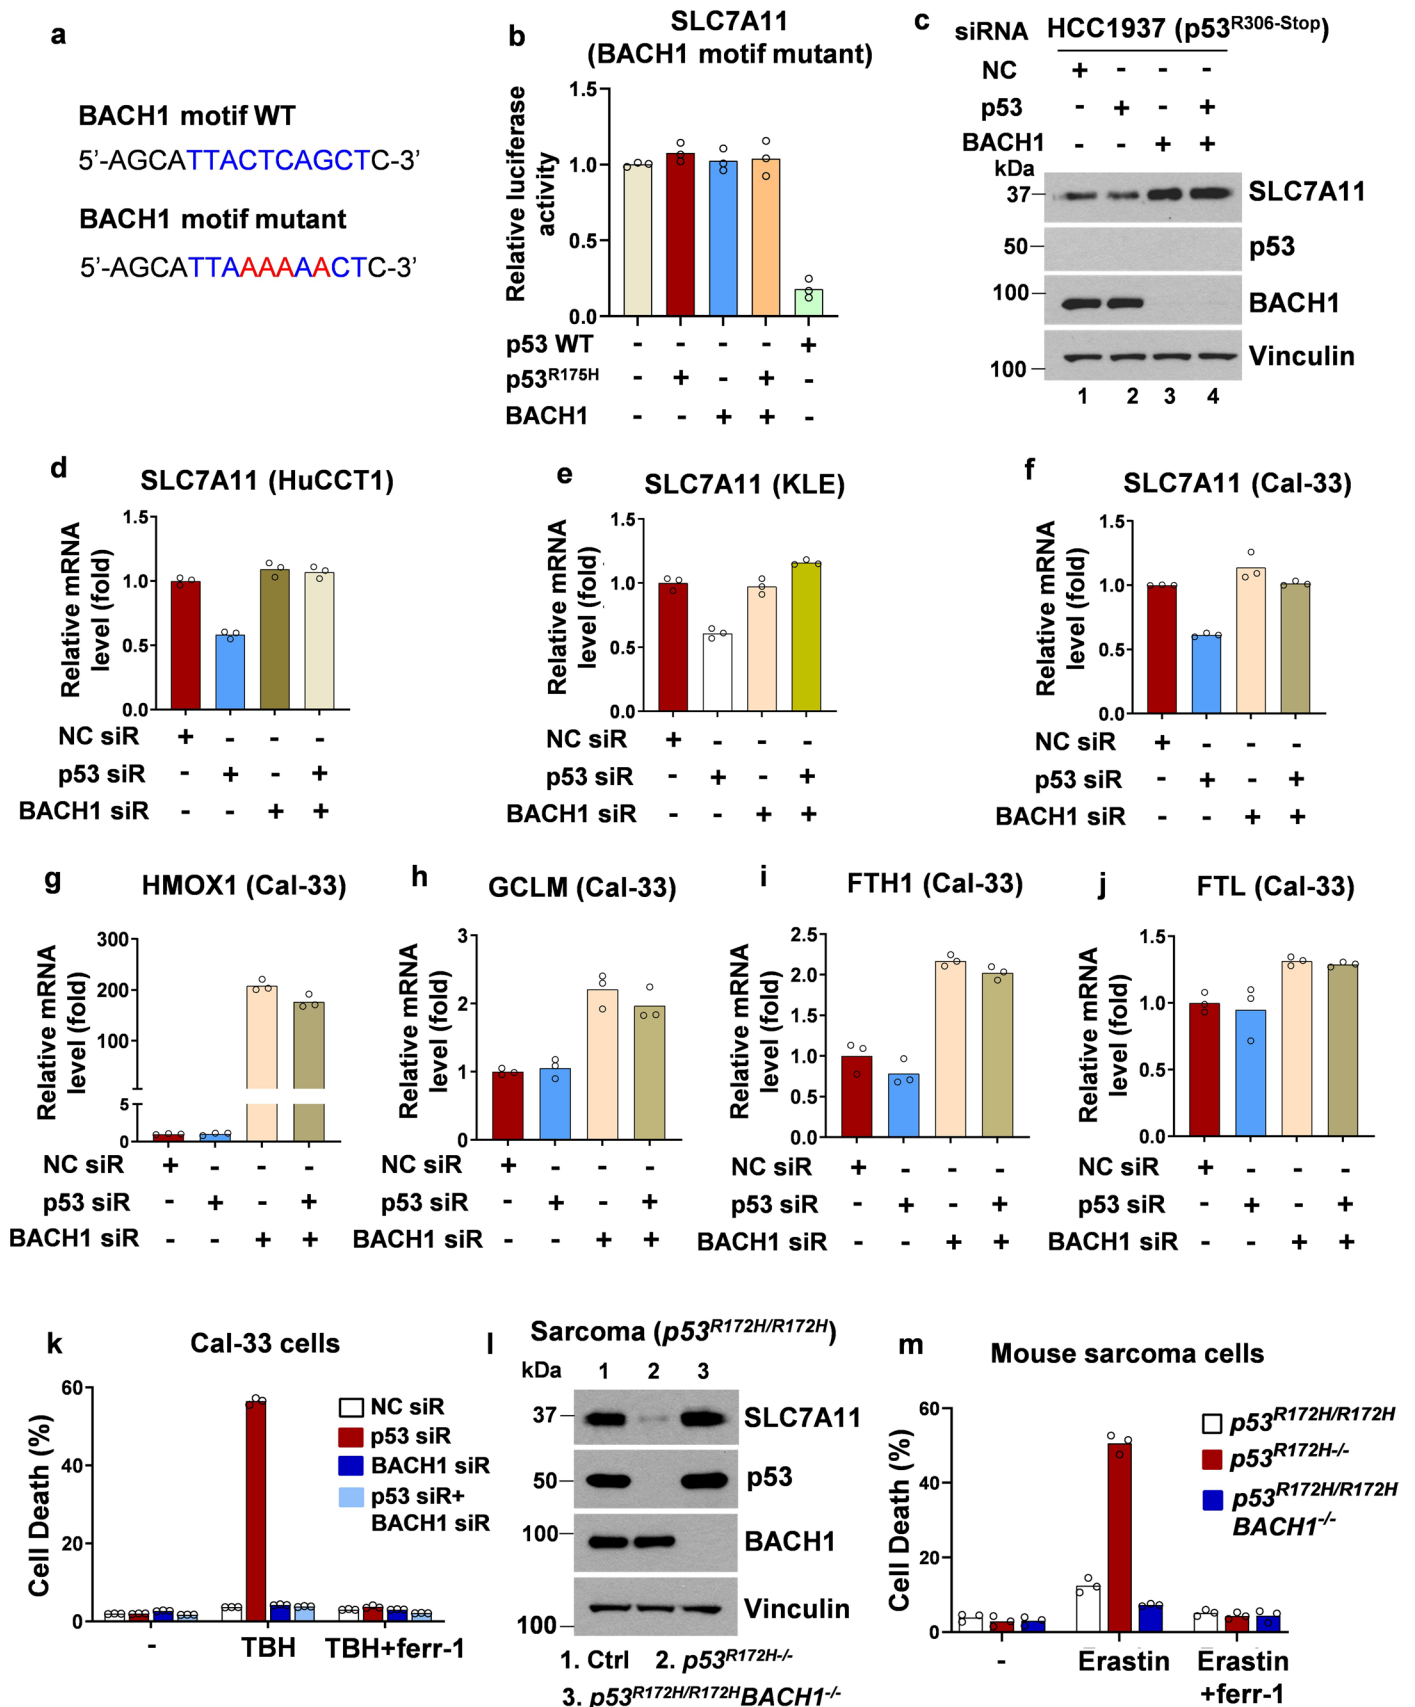 a
BACH1 motif WT
5'-AGCATTACTCAGCTC-3'
BACH1 motif mutant
5'-AGCATTAAAAAACTC-3'
b
SLC7A11
(BACH1 motif mutant)
Relative luciferase
activity
1.5
1.0
0.5
0.0
p53 WT - - - - +
p53R175H - + - + -
BACH1 - - + + -
c
siRNA HCC1937 (p53R306-Stop)
NC + - - -
p53 - + - +
BACH1 - - + +
kDa
37 SLC7A11
50 p53
100 BACH1
100 Vinculin
1 2 3 4
d
SLC7A11 (HuCCT1)
Relative mRNA
level (fold)
1.5
1.0
0.5
0.0
NC siR + - - -
p53 siR - + - +
BACH1 siR - - + +
e
SLC7A11 (KLE)
Relative mRNA
level (fold)
1.5
1.0
0.5
0.0
NC siR + - - -
p53 siR - + - +
BACH1 siR - - + +
f
SLC7A11 (Cal-33)
Relative mRNA
level (fold)
1.5
1.0
0.5
0.0
NC siR + - - -
p53 siR - + - +
BACH1 siR - - + +
g
HMOX1 (Cal-33)
Relative mRNA
level (fold)
300
200
100
5
0
NC siR + - - -
p53 siR - + - +
BACH1 siR - - + +
h
GCLM (Cal-33)
Relative mRNA
level (fold)
3
2
1
0
NC siR + - - -
p53 siR - + - +
BACH1 siR - - + +
i
FTH1 (Cal-33)
Relative mRNA
level (fold)
2.5
2.0
1.5
1.0
0.5
0.0
NC siR + - - -
p53 siR - + - +
BACH1 siR - - + +
j
FTL (Cal-33)
Relative mRNA
level (fold)
1.5
1.0
0.5
0.0
NC siR + - - -
p53 siR - + - +
BACH1 siR - - + +
k
Cal-33 cells
Cell Death (%)
60
40
20
0
NC siR
p53 siR
BACH1 siR
p53 siR+
BACH1 siR
- TBH TBH+ferr-1
l
Sarcoma (p53R172H/R172H)
kDa 1 2 3
37 SLC7A11
50 p53
100 BACH1
100 Vinculin
1. Ctrl 2. p53R172H-/-
3. p53R172H/R172HBACH1-/-
m
Mouse sarcoma cells
Cell Death (%)
60
40
20
0
p53R172H/R172H
p53R172H-/-
p53R172H/R172H
BACH1-/-
- Erastin Erastin
+ferr-1